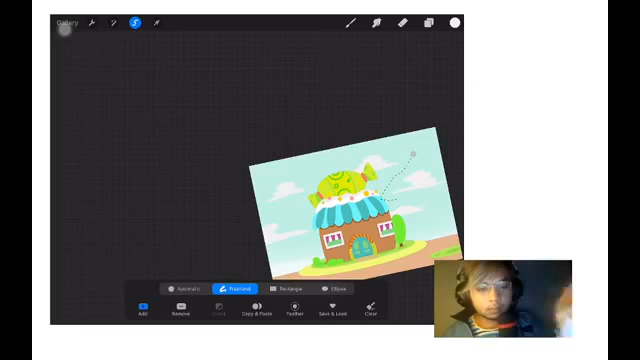 Gallery
Automatic Freehand Rectangle Ellipse
Add Remove Invert Copy & Paste Feather Save & Load Clear